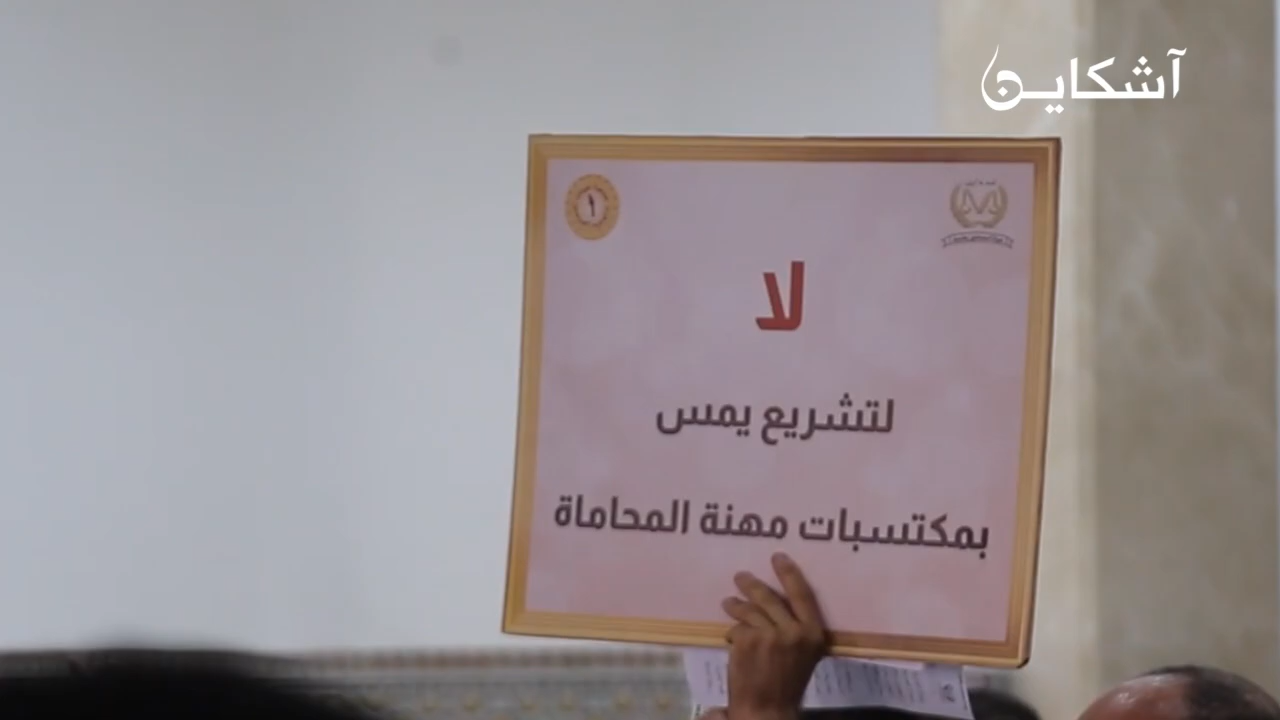 آشكاين
لا
لتشريع يمس
بمكتسبات مهنة المحاماة